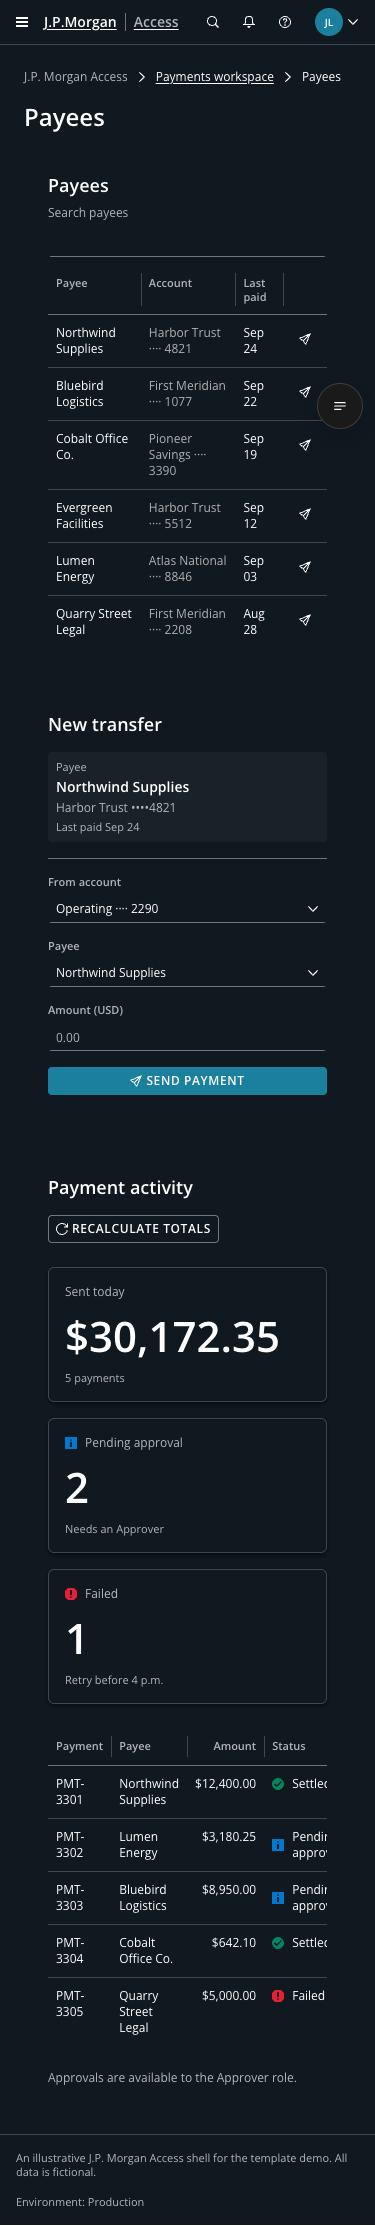 J.P.Morgan | Access JL
J.P. Morgan Access > Payments workspace > Payees
Payees
Payees
Search payees
Payee Account Last paid
Northwind Supplies Harbor Trust ···· 4821 Sep 24
Bluebird Logistics First Meridian ···· 1077 Sep 22
Cobalt Office Co. Pioneer Savings ···· 3390 Sep 19
Evergreen Facilities Harbor Trust ···· 5512 Sep 12
Lumen Energy Atlas National ···· 8846 Sep 03
Quarry Street Legal First Meridian ···· 2208 Aug 28
New transfer
Payee
Northwind Supplies
Harbor Trust ••••4821
Last paid Sep 24
From account
Operating ···· 2290
Payee
Northwind Supplies
Amount (USD)
0.00
SEND PAYMENT
Payment activity
RECALCULATE TOTALS
Sent today
$30,172.35
5 payments
Pending approval
2
Needs an Approver
Failed
1
Retry before 4 p.m.
Payment Payee Amount Status
PMT-3301 Northwind Supplies $12,400.00 Settled
PMT-3302 Lumen Energy $3,180.25 Pendin approv
PMT-3303 Bluebird Logistics $8,950.00 Pendin approv
PMT-3304 Cobalt Office Co. $642.10 Settled
PMT-3305 Quarry Street Legal $5,000.00 Failed
Approvals are available to the Approver role.
An illustrative J.P. Morgan Access shell for the template demo. All
data is fictional.
Environment: Production